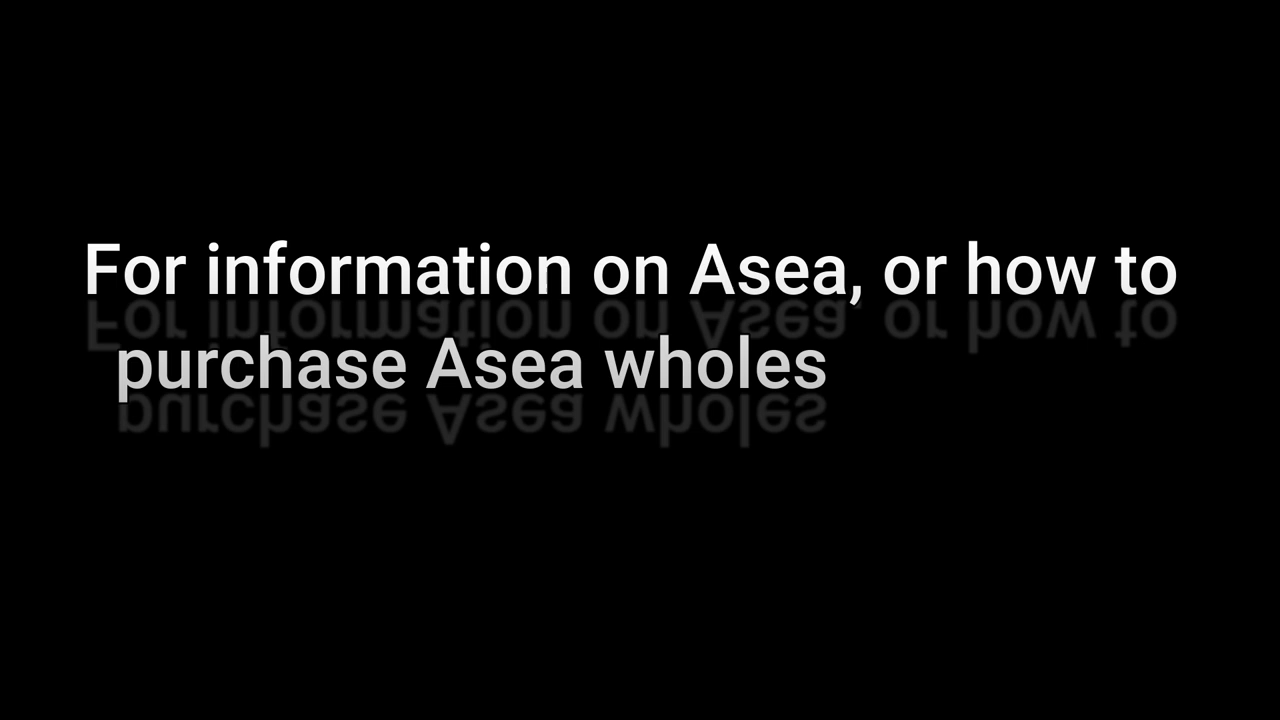 For information on Asea, or how to
purchase Asea wholes